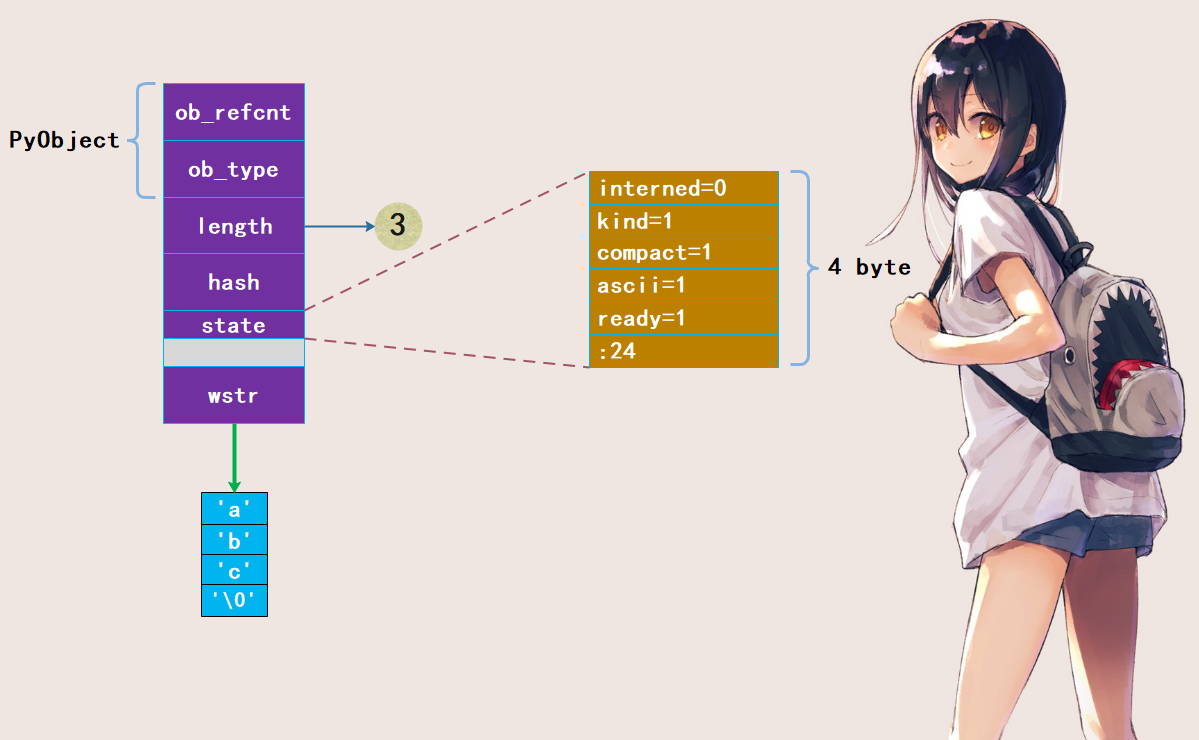 PyObject
ob_refcnt
ob_type
length
3
hash
state
wstr
'a'
'b'
'c'
'\0'
interned=0
kind=1
compact=1
ascii=1
ready=1
:24
4 byte